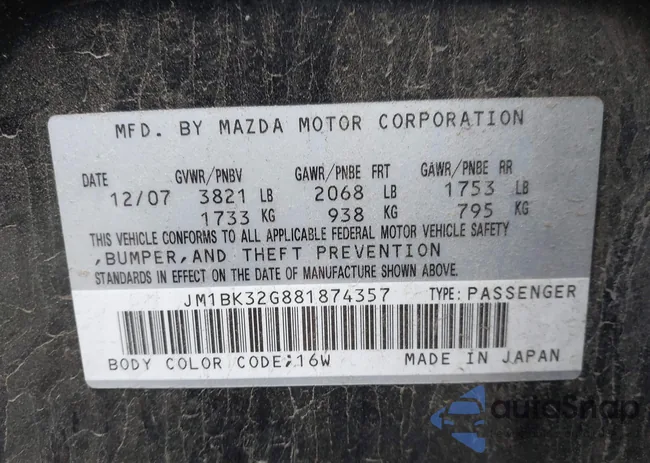 MFD. BY MAZDA MOTOR CORPORATION
DATE GVWR/PNBV GAWR/PNBE FRT GAWR/PNBE RR
12/07 3821 LB 2068 LB 1753 LB
1733 KG 938 KG 795 KG
THIS VEHICLE CONFORMS TO ALL APPLICABLE FEDERAL MOTOR VEHICLE SAFETY
,BUMPER,AND THEFT PREVENTION
STANDARDS IN EFFECT ON THE DATE OF MANUFACTURE SHOWN ABOVE.
JM1BK32G881874357 TYPE: PASSENGER
BODY COLOR CODE;16W MADE IN JAPAN
autoSnap